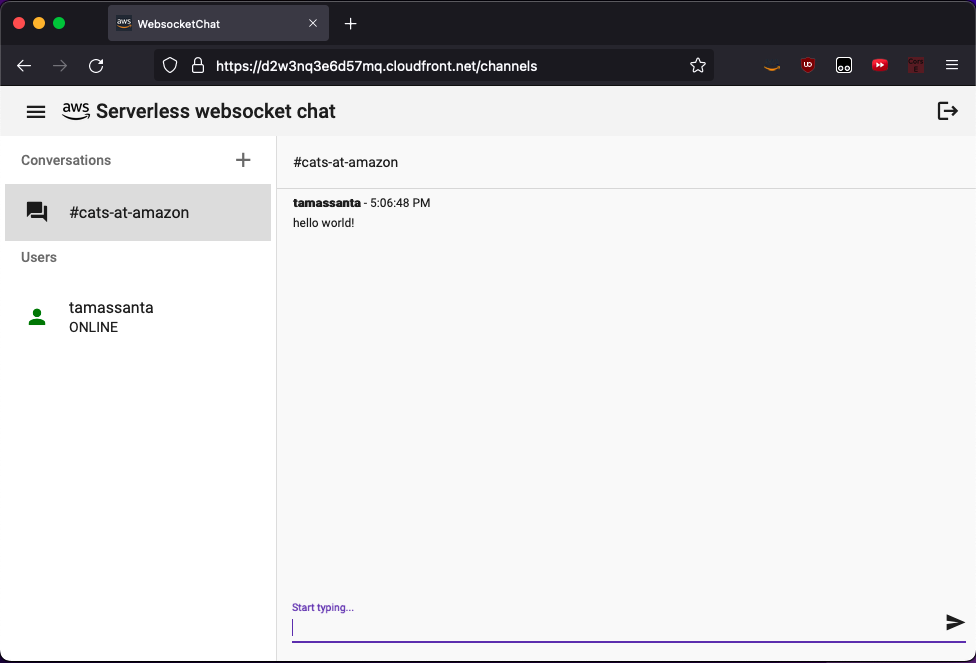 aws WebsocketChat
https://d2w3nq3e6d57mq.cloudfront.net/channels
aws Serverless websocket chat
Conversations
#cats-at-amazon
Users
tamassanta
ONLINE
#cats-at-amazon
tamassanta - 5:06:48 PM
hello world!
Start typing...